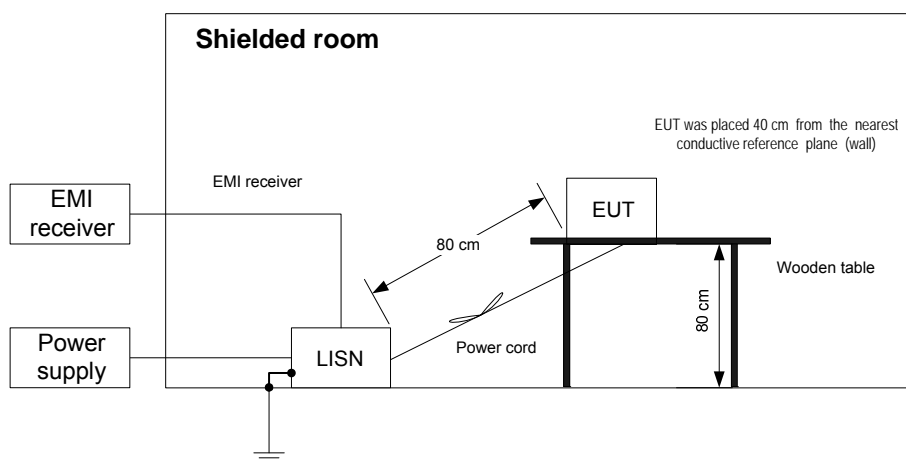 Shielded room
EUT was placed 40 cm from the nearest
conductive reference plane (wall)
EMI receiver
EMI
receiver
EUT
80 cm
Wooden table
80 cm
Power
supply
LISN
Power cord